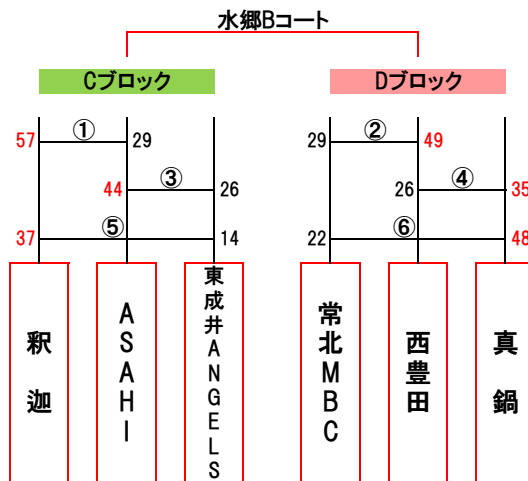 水郷Bコート
Cブロック Dブロック
① ②
57 29 29 49
③ ④
44 26 26 35
⑤ ⑥
37 14 22 48
釈迦
ASAHI
東成井ANGELS
常北MBC
西豊田
真鍋